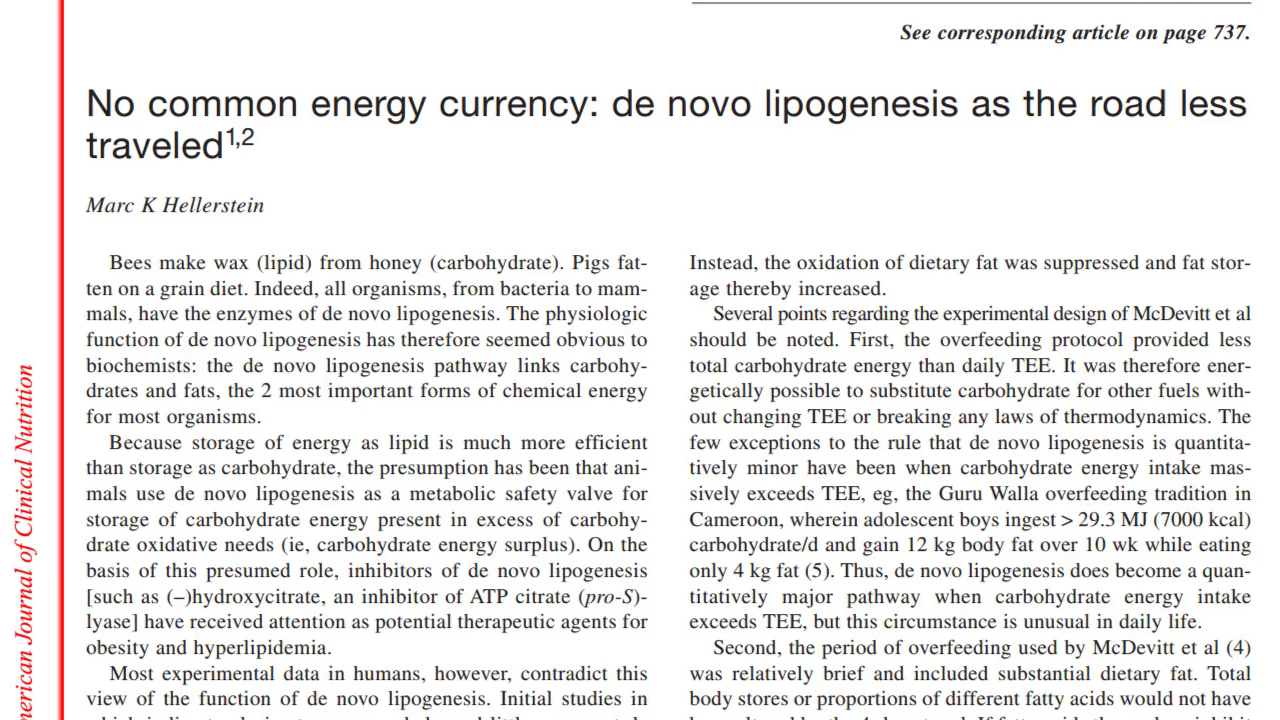 See corresponding article on page 737.
No common energy currency: de novo lipogenesis as the road less
traveled1,2
Marc K Hellerstein
Bees make wax (lipid) from honey (carbohydrate). Pigs fat-
ten on a grain diet. Indeed, all organisms, from bacteria to mam-
mals, have the enzymes of de novo lipogenesis. The physiologic
function of de novo lipogenesis has therefore seemed obvious to
biochemists: the de novo lipogenesis pathway links carbohy-
drates and fats, the 2 most important forms of chemical energy
for most organisms.
Because storage of energy as lipid is much more efficient
than storage as carbohydrate, the presumption has been that ani-
mals use de novo lipogenesis as a metabolic safety valve for
storage of carbohydrate energy present in excess of carbohy-
drate oxidative needs (ie, carbohydrate energy surplus). On the
basis of this presumed role, inhibitors of de novo lipogenesis
[such as (−)hydroxycitrate, an inhibitor of ATP citrate (pro-S)-
lyase] have received attention as potential therapeutic agents for
obesity and hyperlipidemia.
Most experimental data in humans, however, contradict this
view of the function of de novo lipogenesis. Initial studies in
Instead, the oxidation of dietary fat was suppressed and fat stor-
age thereby increased.
Several points regarding the experimental design of McDevitt et al
should be noted. First, the overfeeding protocol provided less
total carbohydrate energy than daily TEE. It was therefore ener-
getically possible to substitute carbohydrate for other fuels with-
out changing TEE or breaking any laws of thermodynamics. The
few exceptions to the rule that de novo lipogenesis is quantita-
tively minor have been when carbohydrate energy intake mas-
sively exceeds TEE, eg, the Guru Walla overfeeding tradition in
Cameroon, wherein adolescent boys ingest > 29.3 MJ (7000 kcal)
carbohydrate/d and gain 12 kg body fat over 10 wk while eating
only 4 kg fat (5). Thus, de novo lipogenesis does become a quan-
titatively major pathway when carbohydrate energy intake
exceeds TEE, but this circumstance is unusual in daily life.
Second, the period of overfeeding used by McDevitt et al (4)
was relatively brief and included substantial dietary fat. Total
body stores or proportions of different fatty acids would not have
merican Journal of Clinical Nutrition